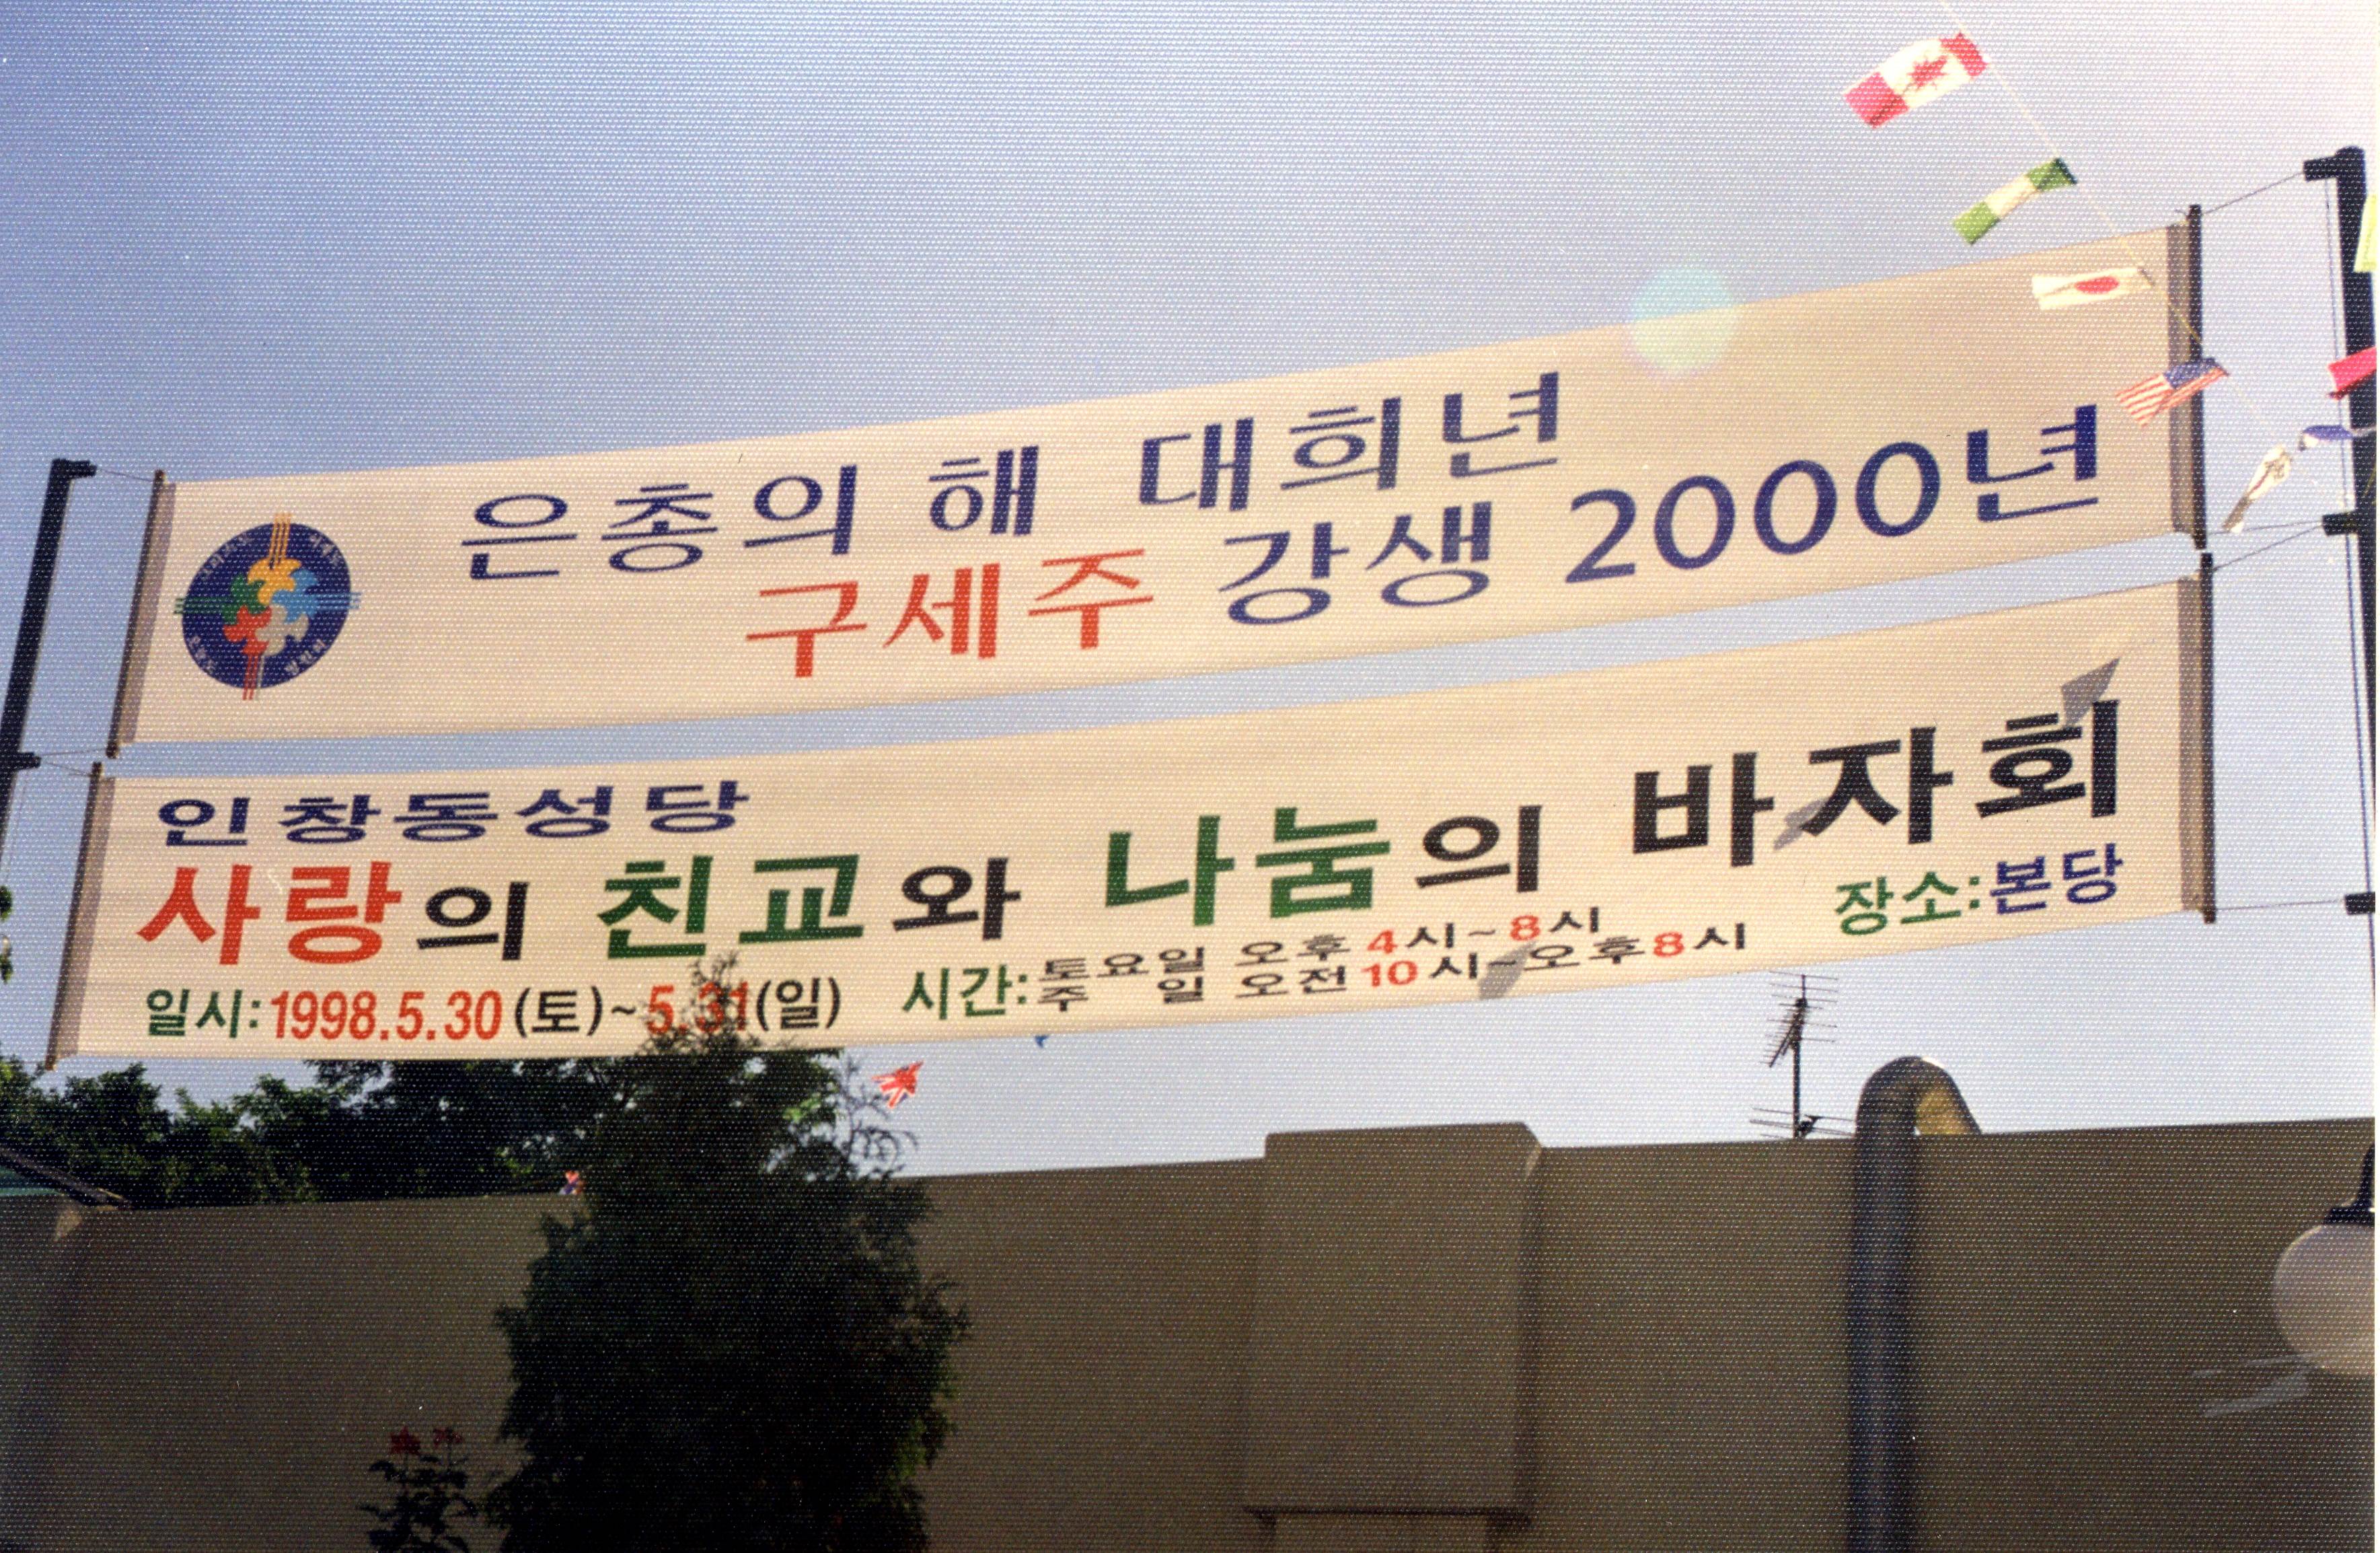 은총의 해 대희년
구세주 강생 2000년
인창동성당
사랑의 친교와 나눔의 바자회
일시: 1998.5.30(토)~5.31(일)
시간: 토요일 오후 4시~8시
주 일 오전 10시~오후 8시
장소: 본당